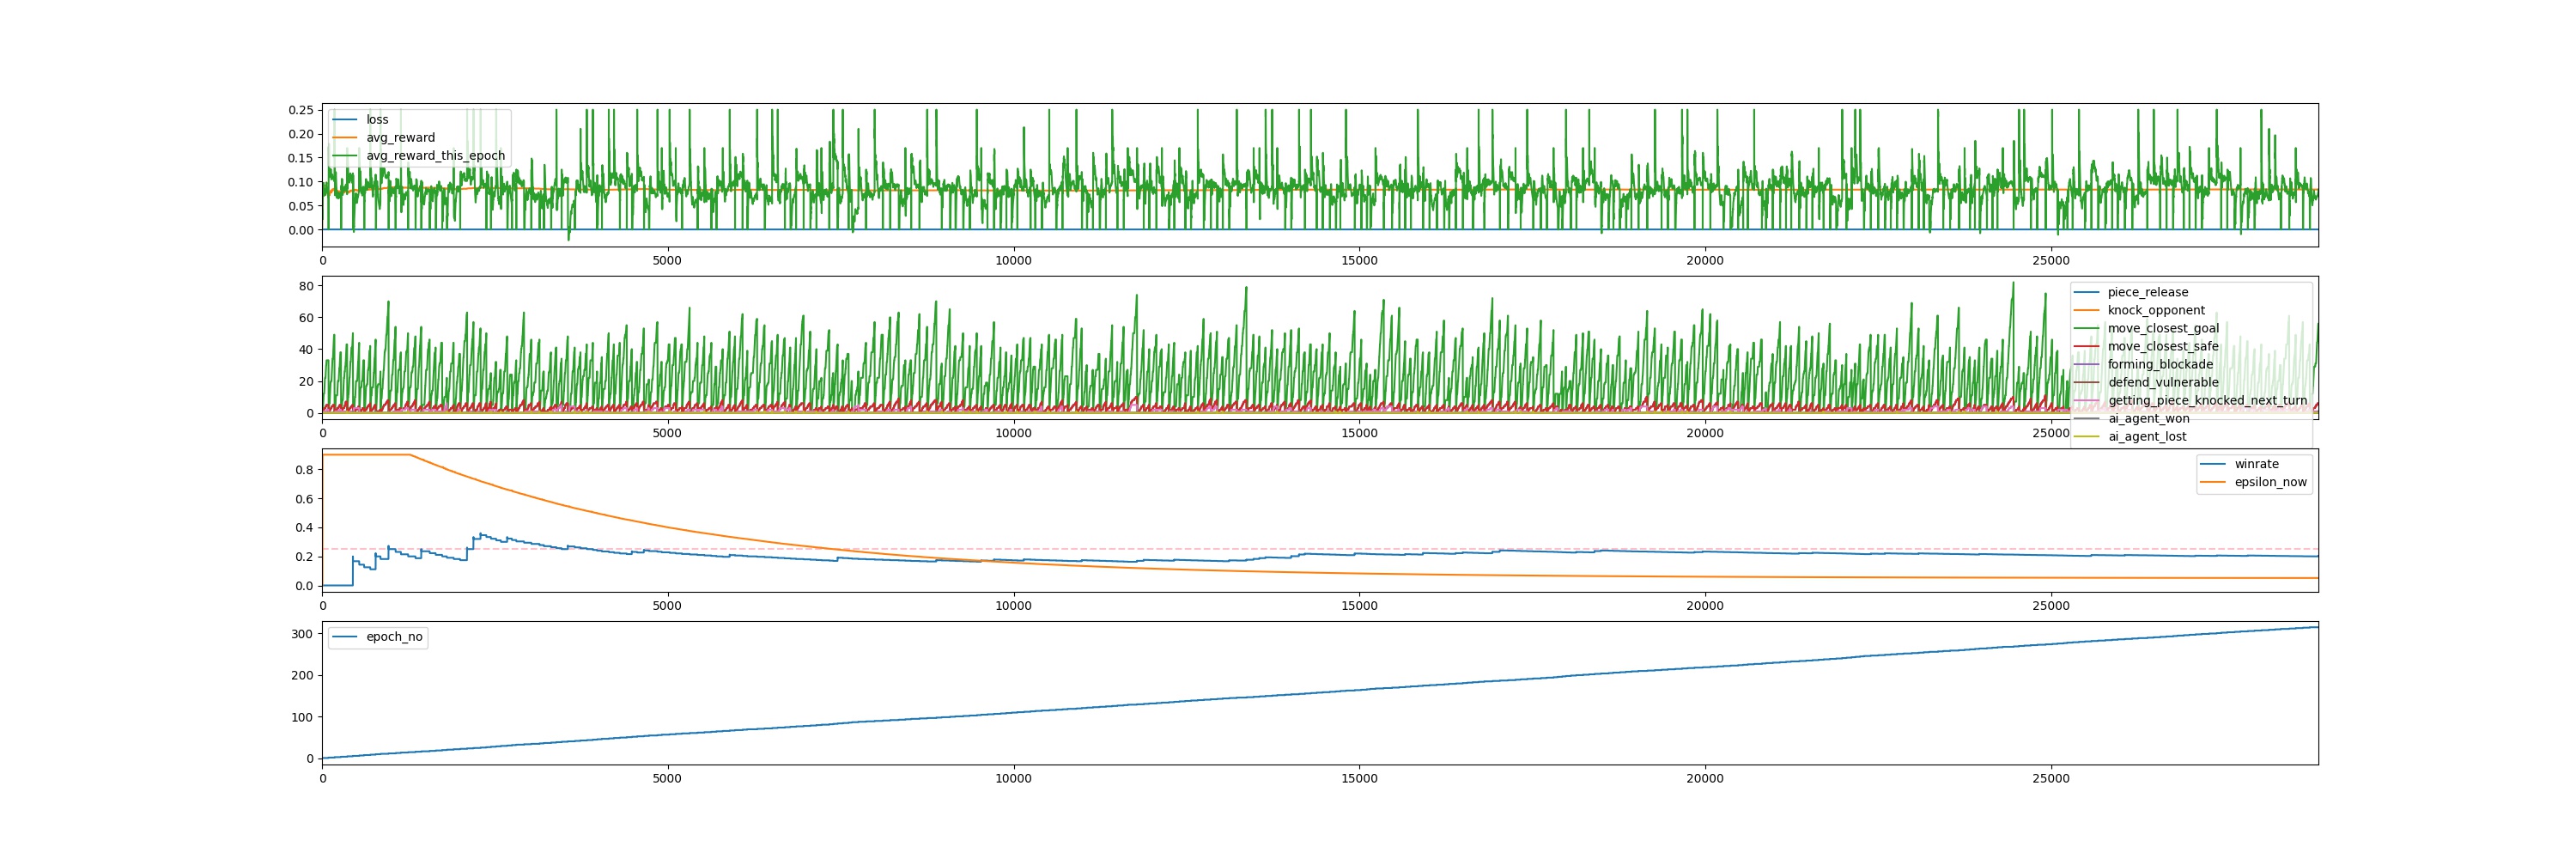 0.25
0.20
0.15
0.10
0.05
0.00
loss
avg_reward
avg_reward_this_epoch
0 5000 10000 15000 20000 25000
80
60
40
20
0
piece_release
knock_opponent
move_closest_goal
move_closest_safe
forming_blockade
defend_vulnerable
getting_piece_knocked_next_turn
ai_agent_won
ai_agent_lost
0 5000 10000 15000 20000 25000
0.8
0.6
0.4
0.2
0.0
winrate
epsilon_now
0 5000 10000 15000 20000 25000
300
200
100
0
epoch_no
0 5000 10000 15000 20000 25000